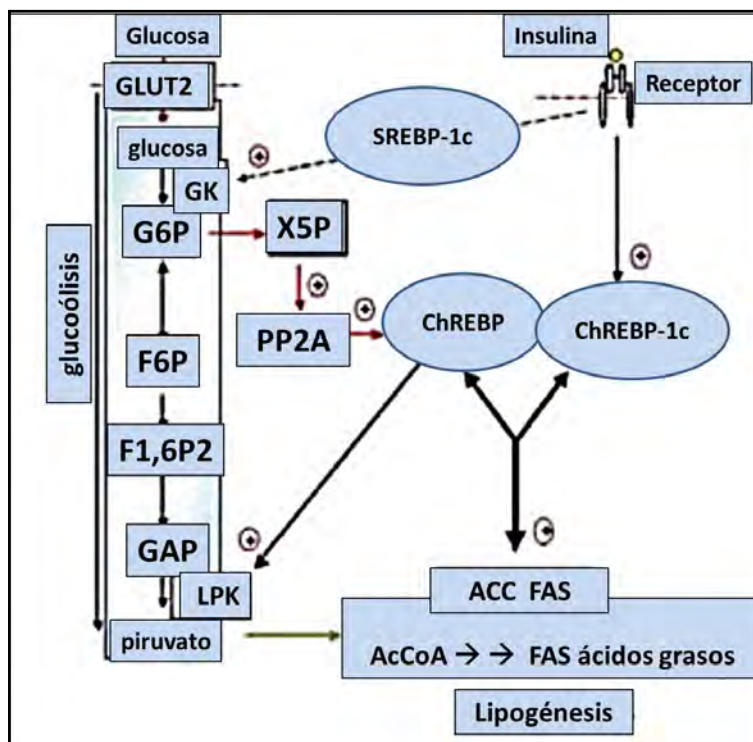 Glucosa
Insulina
GLUT2
Receptor
glucosa
SREBP-1c
GK
G6P
X5P
glucoólisis
PP2A
ChREBP
ChREBP-1c
F6P
F1,6P2
GAP
LPK
ACC FAS
piruvato
AcCoA → → FAS ácidos grasos
Lipogénesis